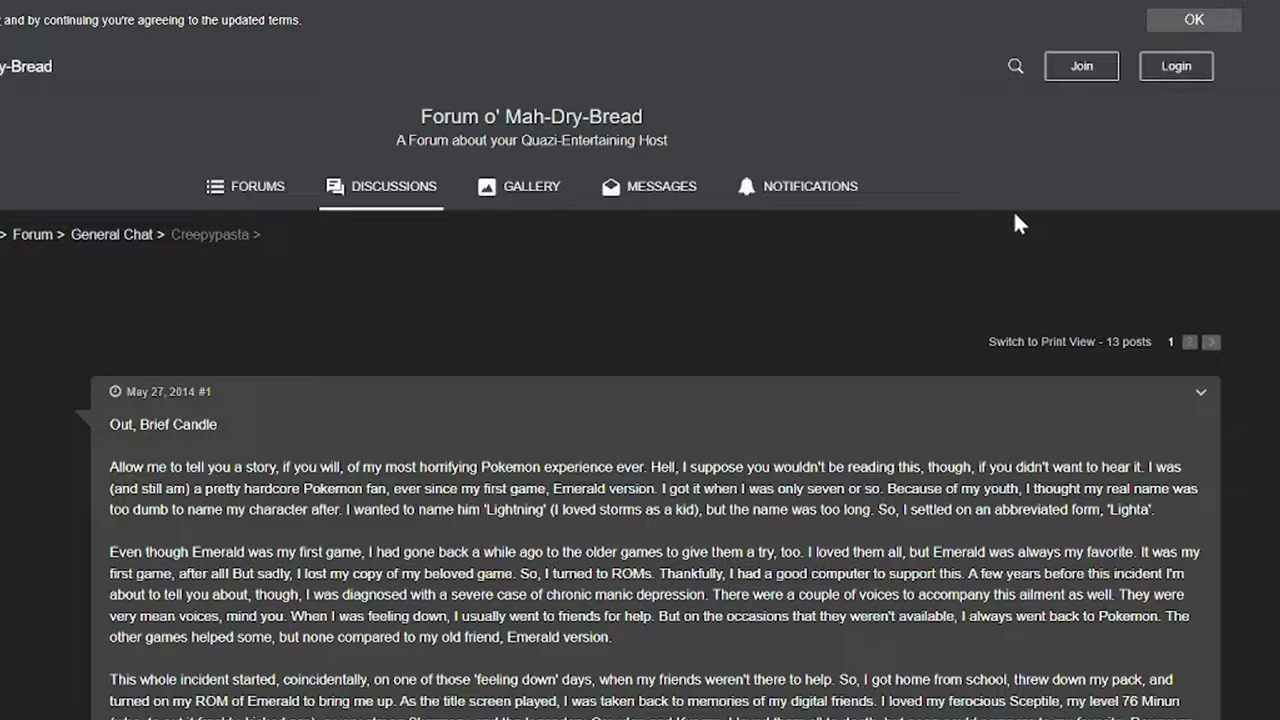 and by continuing you're agreeing to the updated terms.
OK
y-Bread
Join
Login
Forum o' Mah-Dry-Bread
A Forum about your Quazi-Entertaining Host
FORUMS
DISCUSSIONS
GALLERY
MESSAGES
NOTIFICATIONS
> Forum > General Chat > Creepypasta >
Switch to Print View - 13 posts 1 2 >
May 27, 2014 #1
Out, Brief Candle
Allow me to tell you a story, if you will, of my most horrifying Pokemon experience ever. Hell, I suppose you wouldn't be reading this, though, if you didn't want to hear it. I was
(and still am) a pretty hardcore Pokemon fan, ever since my first game, Emerald version. I got it when I was only seven or so. Because of my youth, I thought my real name was
too dumb to name my character after. I wanted to name him 'Lightning' (I loved storms as a kid), but the name was too long. So, I settled on an abbreviated form, 'Lighta'.
Even though Emerald was my first game, I had gone back a while ago to the older games to give them a try, too. I loved them all, but Emerald was always my favorite. It was my
first game, after all! But sadly, I lost my copy of my beloved game. So, I turned to ROMs. Thankfully, I had a good computer to support this. A few years before this incident I'm
about to tell you about, though, I was diagnosed with a severe case of chronic manic depression. There were a couple of voices to accompany this ailment as well. They were
very mean voices, mind you. When I was feeling down, I usually went to friends for help. But on the occasions that they weren't available, I always went back to Pokemon. The
other games helped some, but none compared to my old friend, Emerald version.
This whole incident started, coincidentally, on one of those 'feeling down' days, when my friends weren't there to help. So, I got home from school, threw down my pack, and
turned on my ROM of Emerald to bring me up. As the title screen played, I was taken back to memories of my digital friends. I loved my ferocious Sceptile, my level 76 Minun